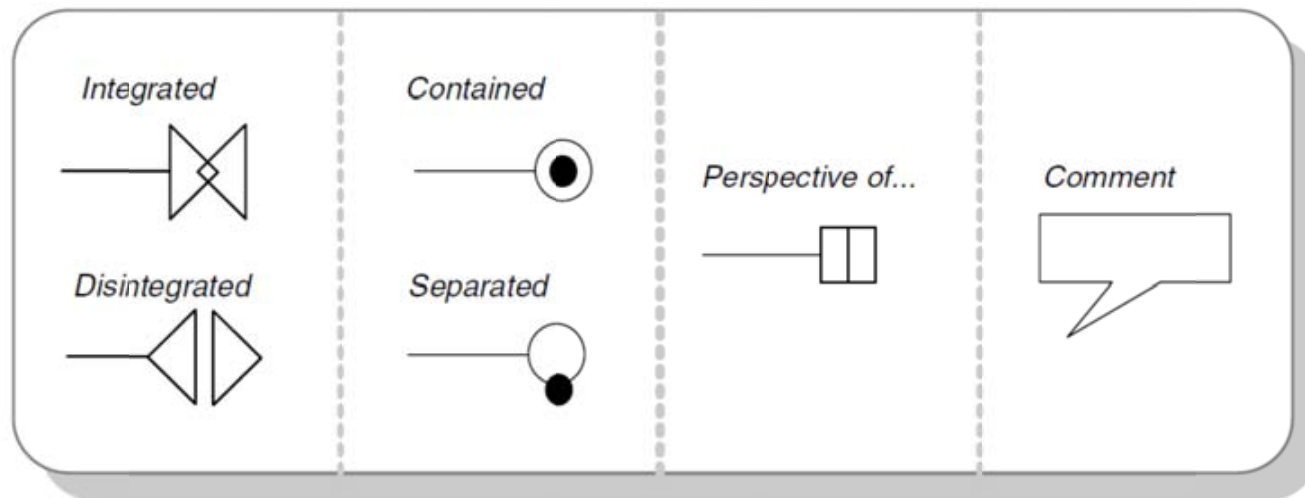 Integrated
Disintegrated
Contained
Separated
Perspective of...
Comment